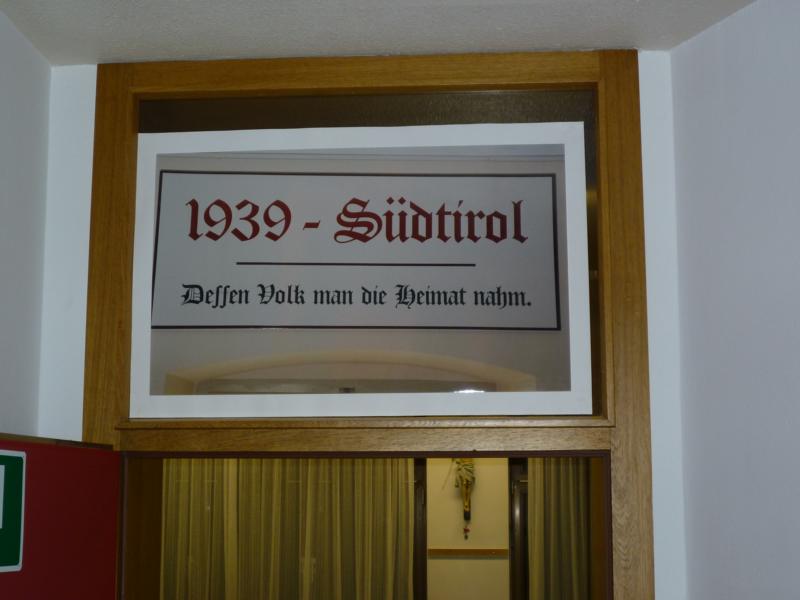 1939 - Südtirol
Deſſen Volk man die Heimat nahm.